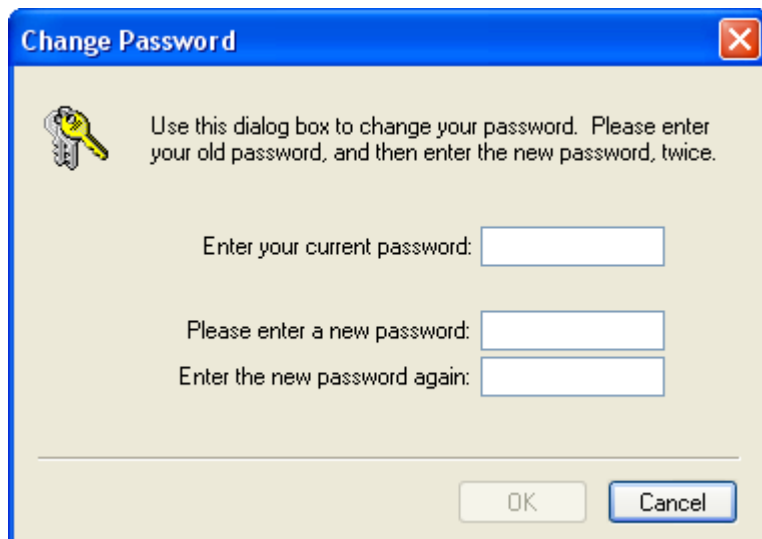 Change Password
Use this dialog box to change your password.  Please enter
your old password, and then enter the new password, twice.
Enter your current password:
Please enter a new password:
Enter the new password again:
OK
Cancel